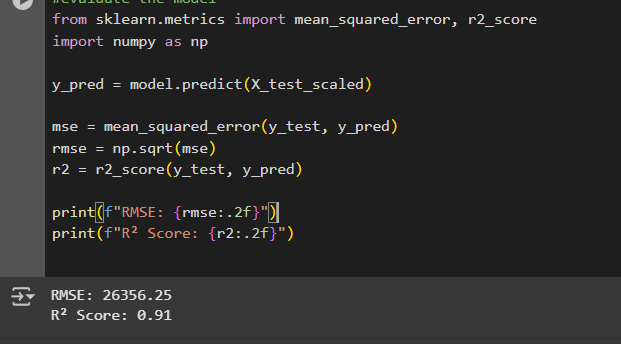 #evaluate the model
from sklearn.metrics import mean_squared_error, r2_score
import numpy as np
y_pred = model.predict(X_test_scaled)
mse = mean_squared_error(y_test, y_pred)
rmse = np.sqrt(mse)
r2 = r2_score(y_test, y_pred)
print(f"RMSE: {rmse:.2f}")
print(f"R² Score: {r2:.2f}")
RMSE: 26356.25
R² Score: 0.91